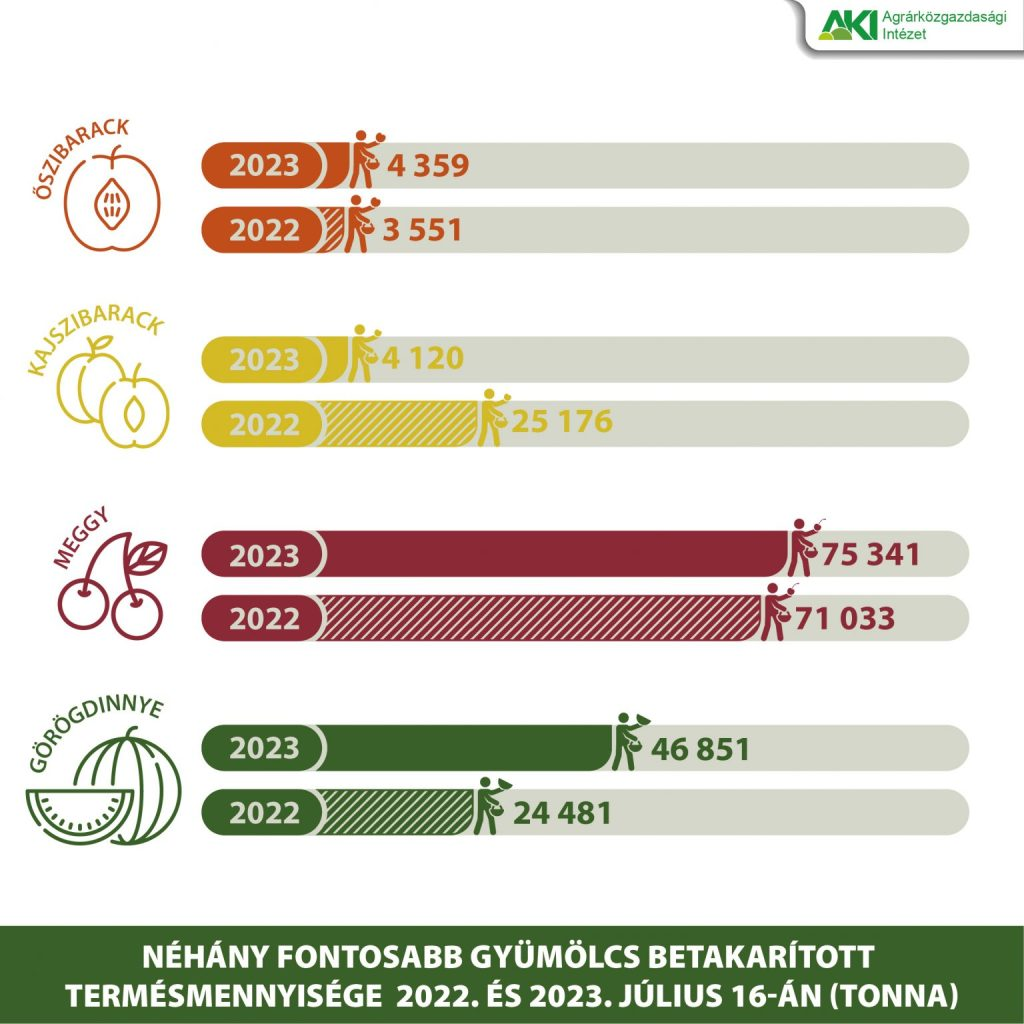 AKI Agrárközgazdasági
Intézet
ŐSZIBARACK
2023 4 359
2022 3 551
KAJSZIBARACK
2023 4 120
2022 25 176
MEGGY
2023 75 341
2022 71 033
GÖRÖGDINNYE
2023 46 851
2022 24 481
NÉHÁNY FONTOSABB GYÜMÖLCS BETAKARÍTOTT
TERMÉSMENNYISÉGE 2022. ÉS 2023. JÚLIUS 16-ÁN (TONNA)